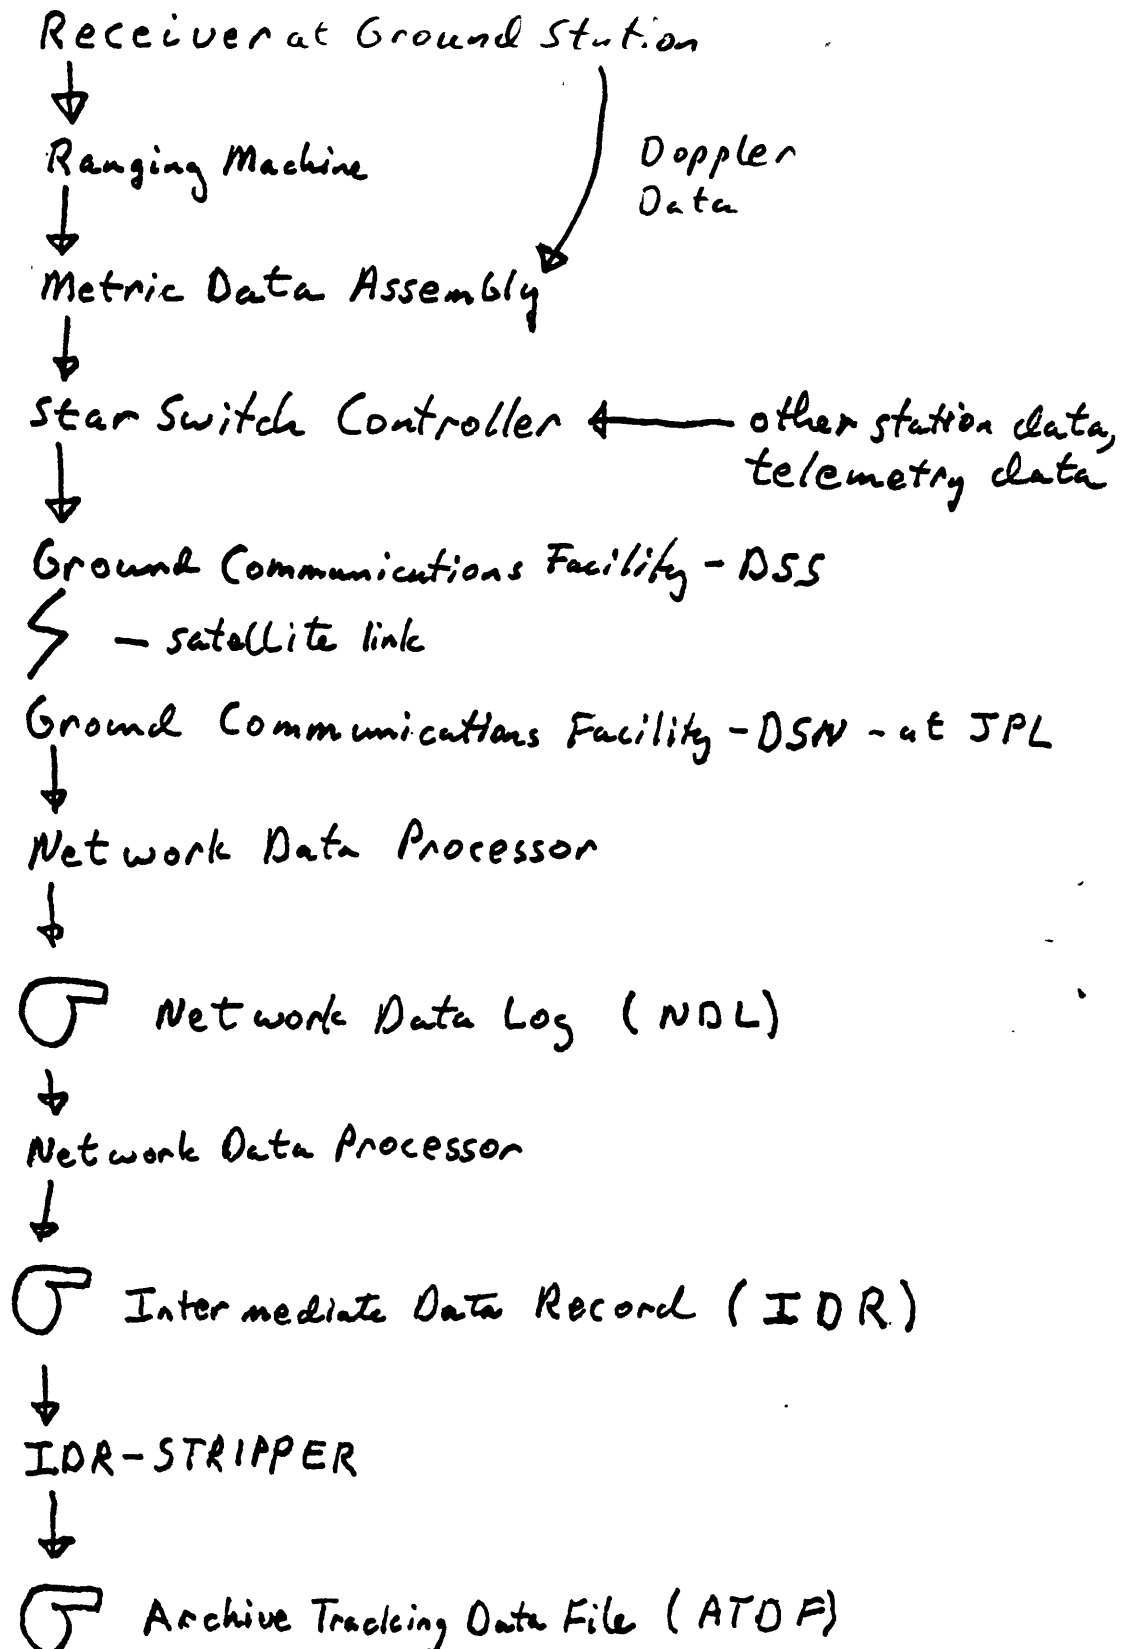 Receiver at Ground Station
Ranging Machine
Doppler
Data
Metric Data Assembly
Star Switch Controller
other station data,
telemetry data
Ground Communications Facility - DSS
- satellite link
Ground Communications Facility - DSN - at JPL
Network Data Processor
Network Data Log (NDL)
Network Data Processor
Intermediate Data Record (IDR)
IDR-STRIPPER
Archive Tracking Data File (ATDF)